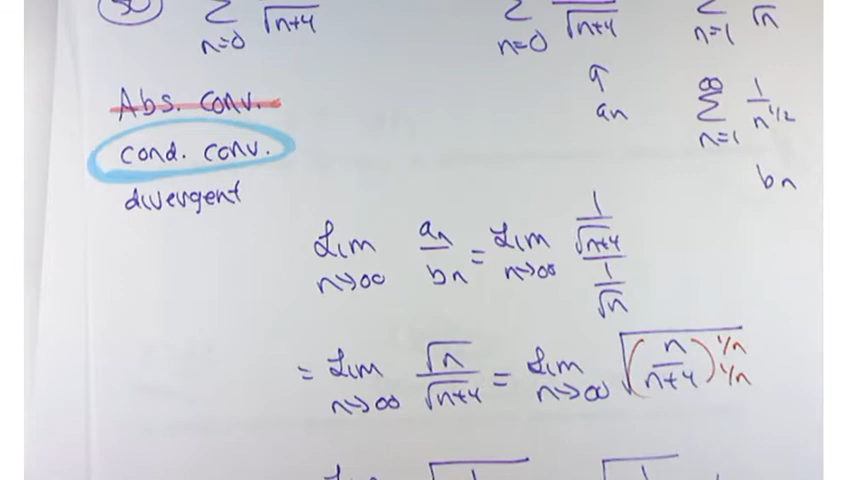 30 ∑ n=0 √n+4 ∑ n=0 √n+4 ∑ n=1 √n
Abs. conv. an ∞ ∑ n=1 1/n^1/2
cond. conv.
divergent bn
Lim n→∞ an/bn = Lim n→∞ 1/√n+4 / 1/√n
= Lim n→∞ √n/√n+4 = Lim n→∞ √(n/n+4) 1/n 1/n